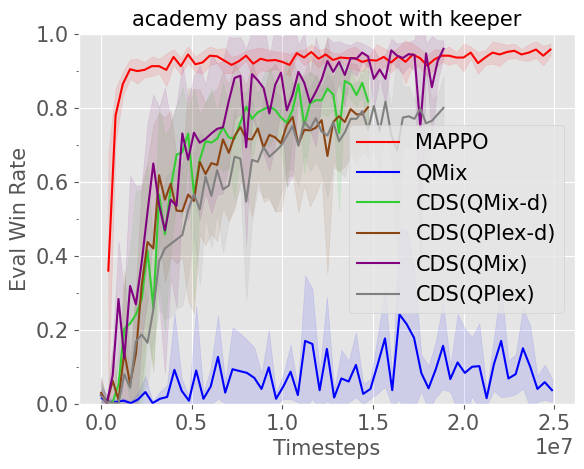 academy pass and shoot with keeper
Eval Win Rate
1.0
0.8
0.6
0.4
0.2
0.0
MAPPO
QMix
CDS(QMix-d)
CDS(QPlex-d)
CDS(QMix)
CDS(QPlex)
0.0 0.5 1.0 1.5 2.0 2.5
1e7
Timesteps